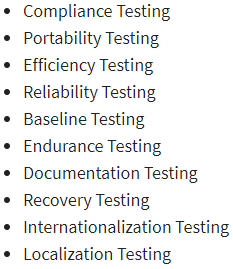 Compliance Testing
Portability Testing
Efficiency Testing
Reliability Testing
Baseline Testing
Endurance Testing
Documentation Testing
Recovery Testing
Internationalization Testing
Localization Testing